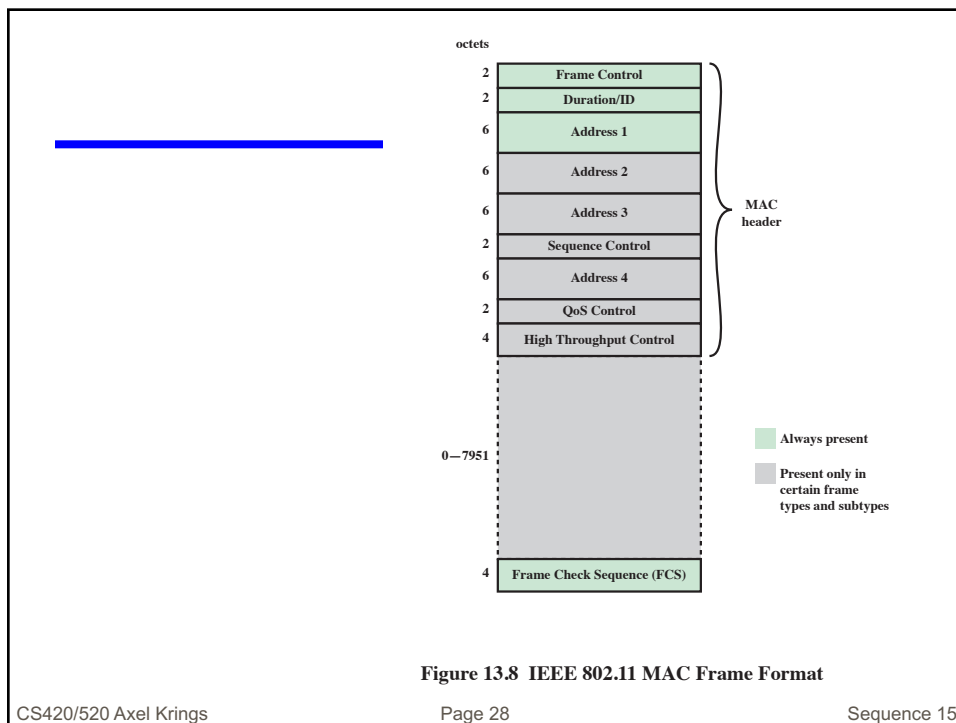 octets
2 Frame Control
2 Duration/ID
6 Address 1
6 Address 2
6 Address 3
2 Sequence Control
6 Address 4
2 QoS Control
4 High Throughput Control
MAC
header
0—7951
4 Frame Check Sequence (FCS)
Always present
Present only in
certain frame
types and subtypes
Figure 13.8 IEEE 802.11 MAC Frame Format
CS420/520 Axel Krings Page 28 Sequence 15